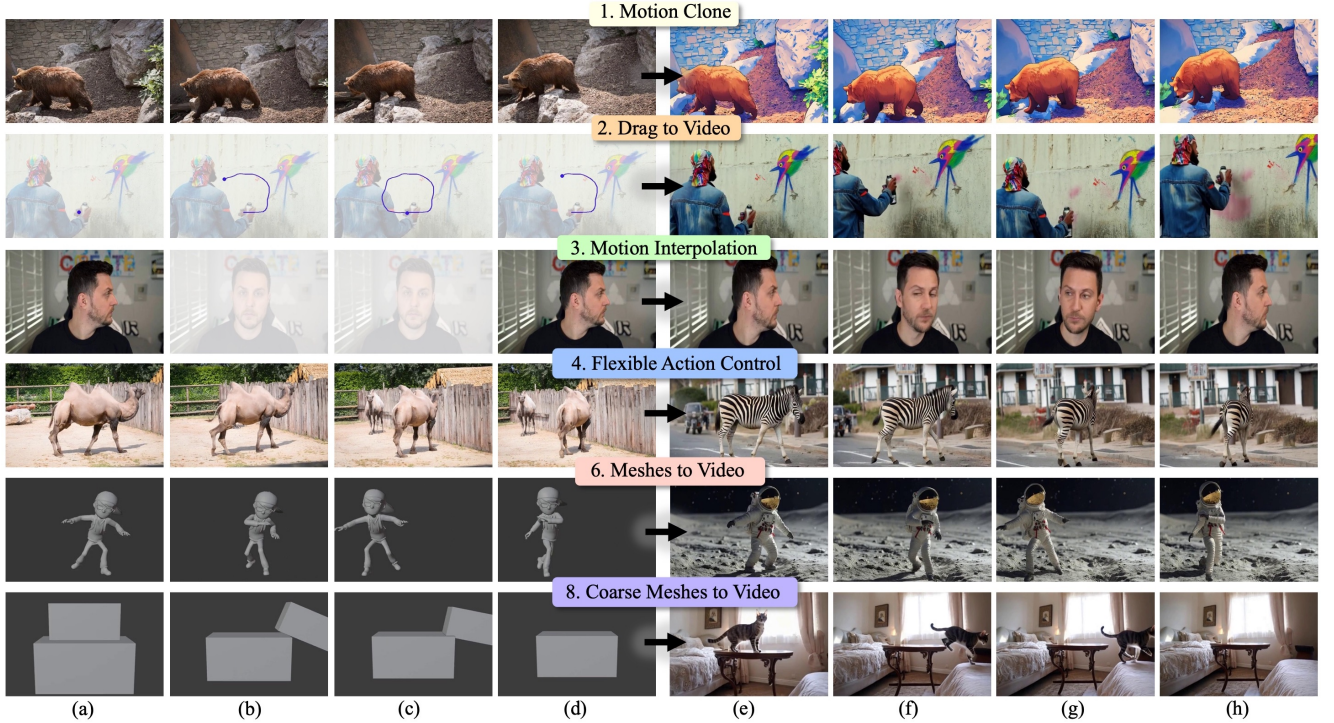 1. Motion Clone
2. Drag to Video
3. Motion Interpolation
4. Flexible Action Control
6. Meshes to Video
8. Coarse Meshes to Video
(a) (b) (c) (d) (e) (f) (g) (h)